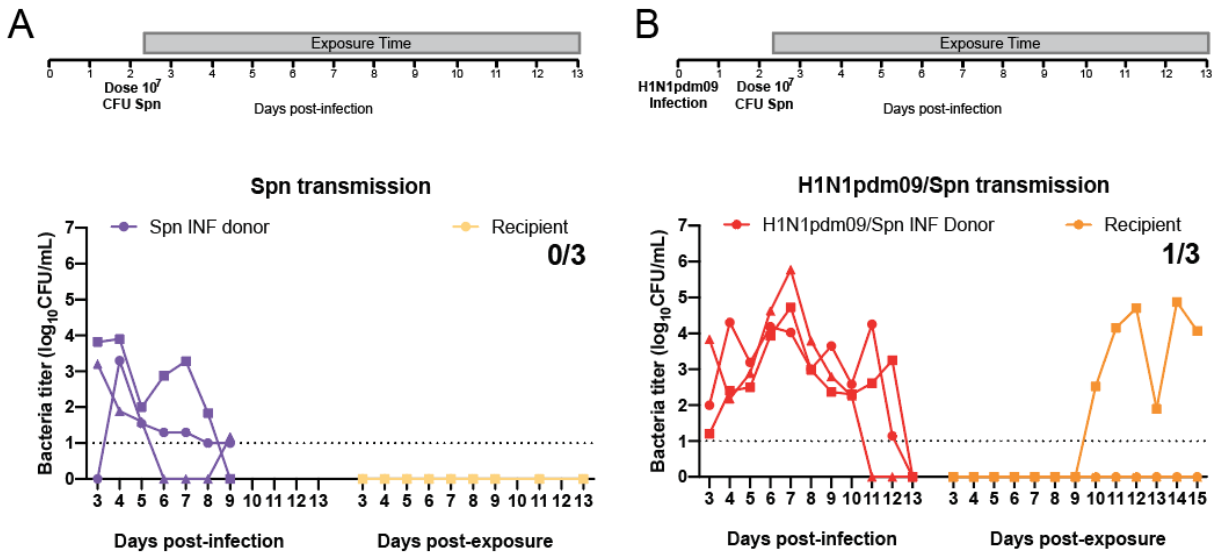 A
Exposure Time
0 1 2 3 4 5 6 7 8 9 10 11 12 13
Dose 10⁷
CFU Spn
Days post-infection
Spn transmission
Spn INF donor
Recipient
0/3
Bacteria titer (log₁₀CFU/mL)
7
6
5
4
3
2
1
0
3 4 5 6 7 8 9 10 11 12 13
3 4 5 6 7 8 9 10 11 12 13
Days post-infection
Days post-exposure
B
Exposure Time
0 1 2 3 4 5 6 7 8 9 10 11 12 13
H1N1pdm09
Infection
Dose 10⁷
CFU Spn
Days post-infection
H1N1pdm09/Spn transmission
H1N1pdm09/Spn INF Donor
Recipient
1/3
Bacteria titer (log₁₀CFU/mL)
7
6
5
4
3
2
1
0
3 4 5 6 7 8 9 10 11 12 13
3 4 5 6 7 8 9 10 11 12 13 14 15
Days post-infection
Days post-exposure